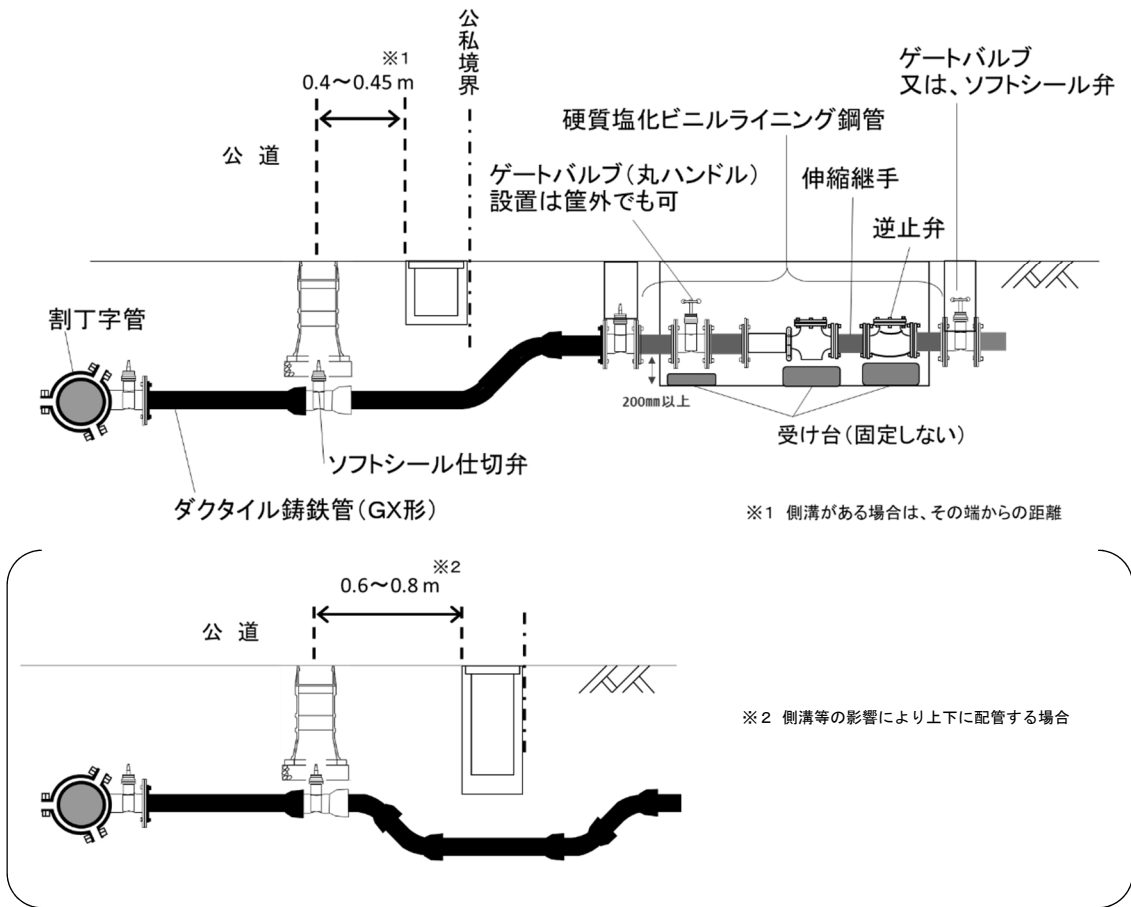 ※1
0.4～0.45 m
公私境界
公 道
ゲートバルブ
又は、ソフトシール弁
硬質塩化ビニルライニング鋼管
ゲートバルブ（丸ハンドル）
設置は筐外でも可
伸縮継手
逆止弁
割丁字管
200㎜以上
受け台（固定しない）
ソフトシール仕切弁
ダクタイル鋳鉄管（GX形）
※1 側溝がある場合は、その端からの距離
※2
0.6～0.8 m
公 道
※２ 側溝等の影響により上下に配管する場合